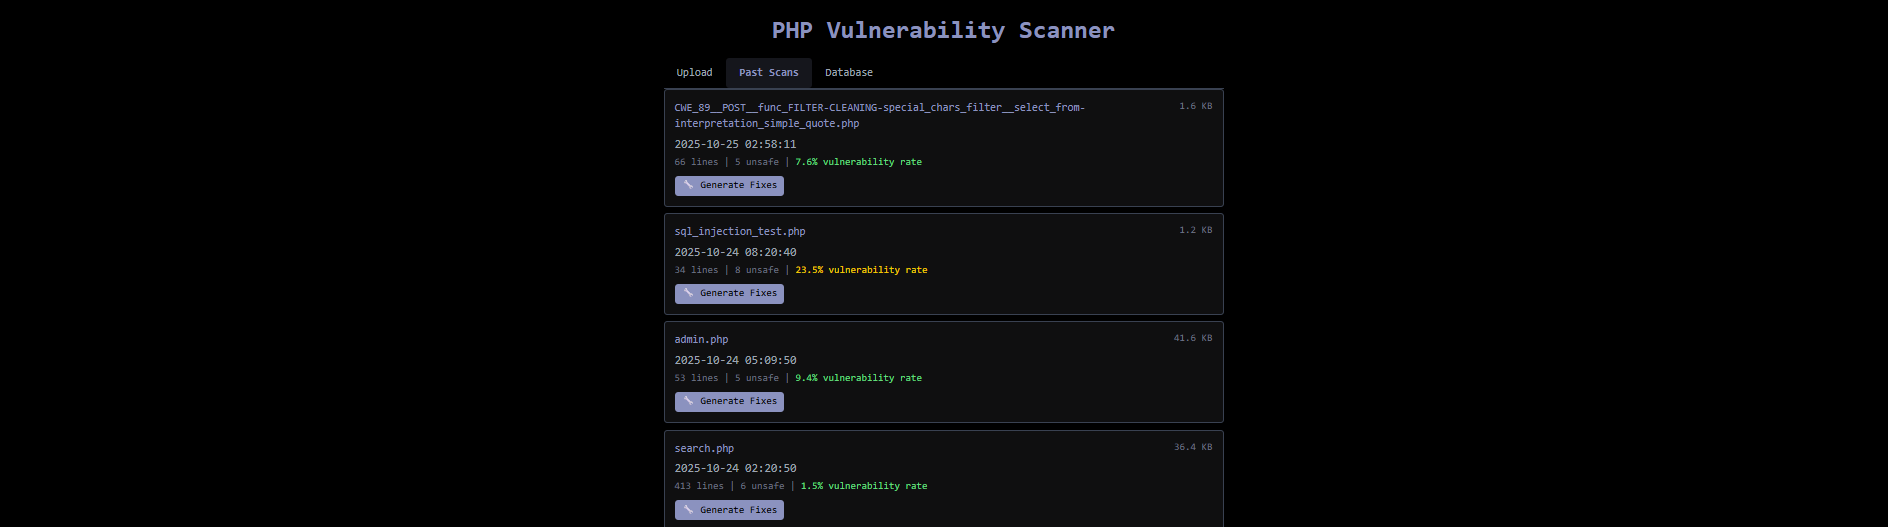 PHP Vulnerability Scanner
Upload Past Scans Database
CWE_89__POST__func_FILTER-CLEANING-special_chars_filter__select_from- 1.6 KB
interpretation_simple_quote.php
2025-10-25 02:58:11
66 lines | 5 unsafe | 7.6% vulnerability rate
Generate Fixes
sql_injection_test.php 1.2 KB
2025-10-24 08:20:40
34 lines | 8 unsafe | 23.5% vulnerability rate
Generate Fixes
admin.php 41.6 KB
2025-10-24 05:09:50
53 lines | 5 unsafe | 9.4% vulnerability rate
Generate Fixes
search.php 36.4 KB
2025-10-24 02:20:50
413 lines | 6 unsafe | 1.5% vulnerability rate
Generate Fixes